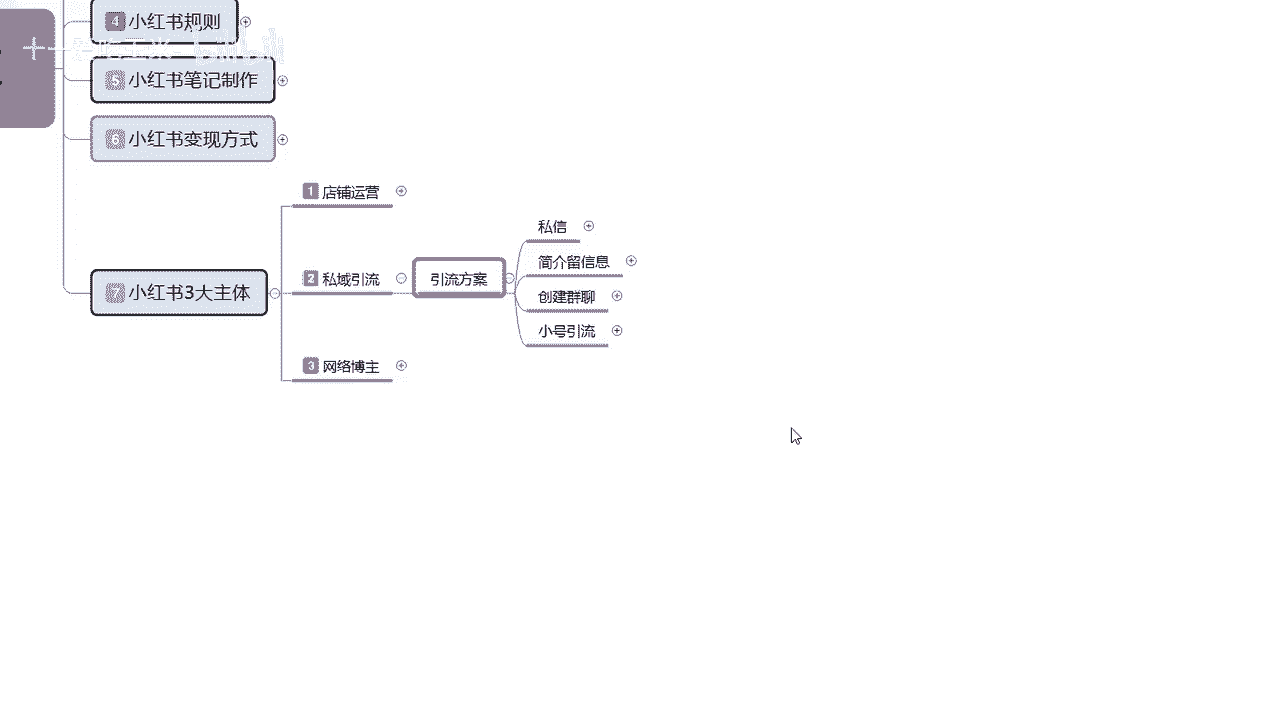 4 小红书规则
5 小红书笔记制作
6 小红书变现方式
1 店铺运营
私信
简介留信息
2 私域引流
引流方案
创建群聊
小号引流
7 小红书3大主体
3 网络博主